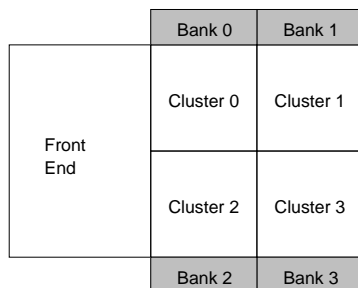 Bank 0
Bank 1
Cluster 0
Cluster 1
Front
End
Cluster 2
Cluster 3
Bank 2
Bank 3